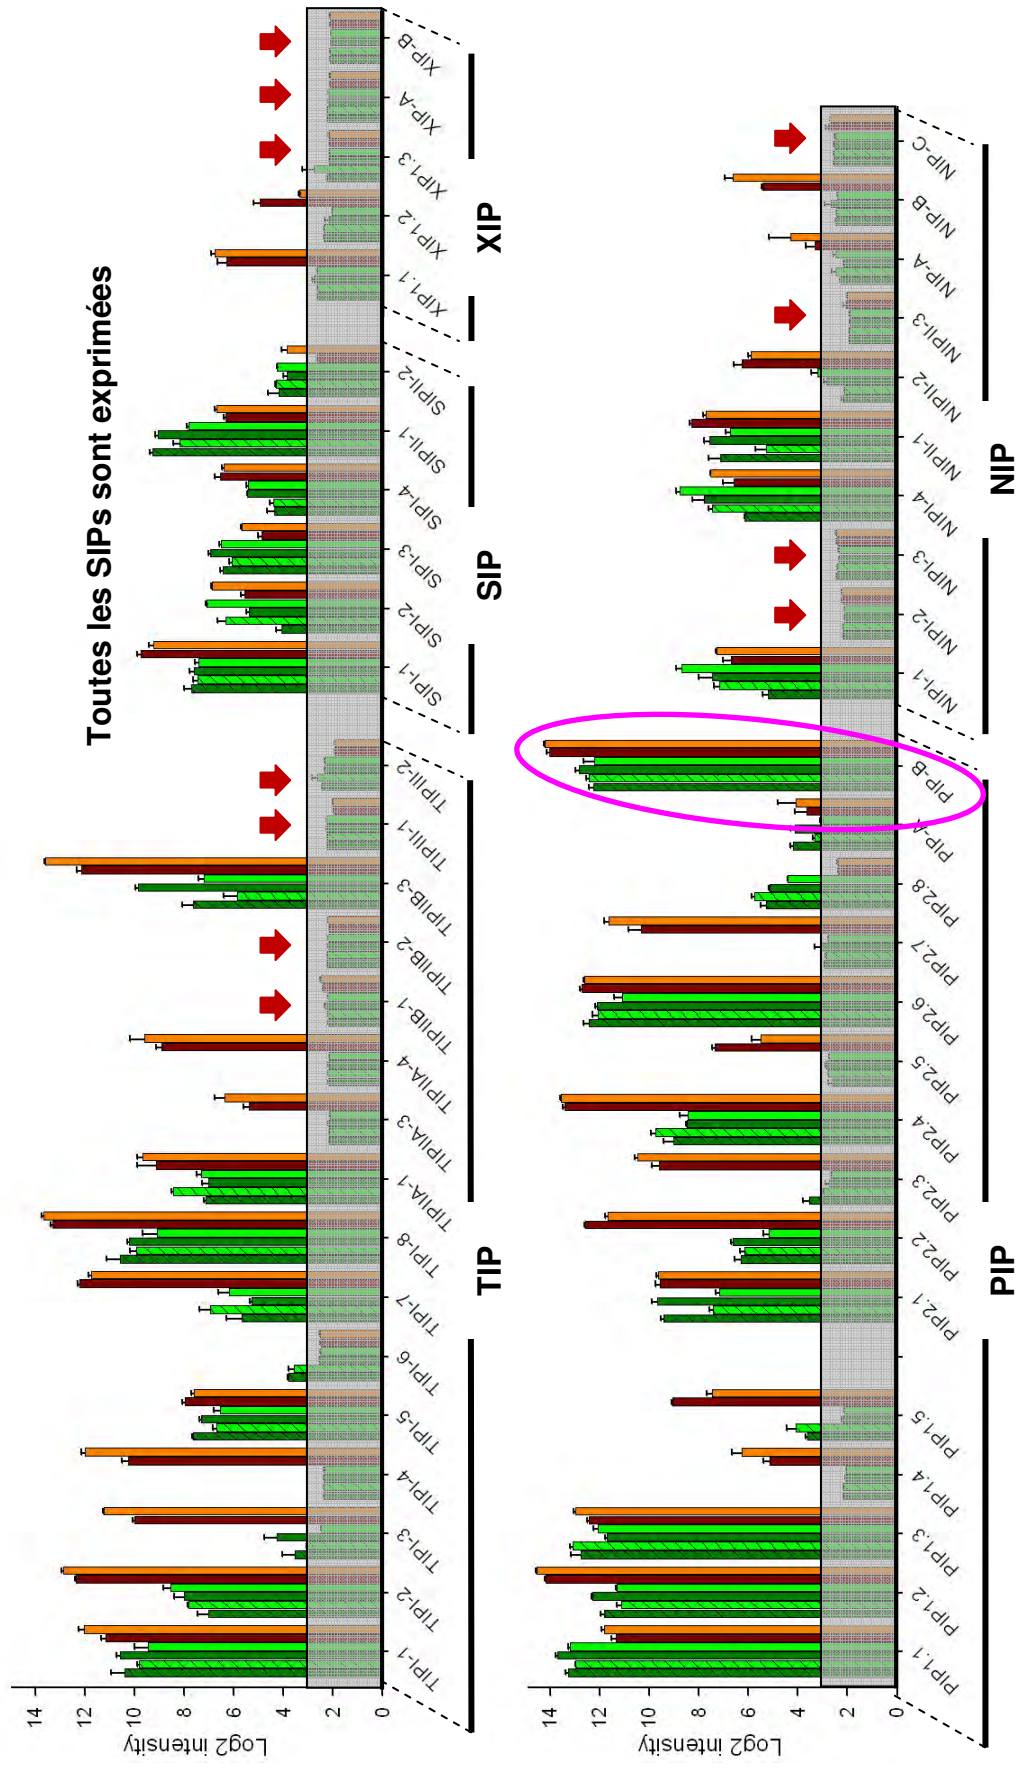 Toutes les SIPs sont exprimées
Log2 intensity
14
12
10
8
6
4
2
0
TIPI-1
TIPI-2
TIPI-3
TIPI-4
TIPI-5
TIPI-6
TIPI-7
TIPI-8
TIPIIA-1
TIPIIA-3
TIPIIA-4
TIPIIB-1
TIPIIB-2
TIPIIB-3
TIPIII-1
TIPIII-2
SIPI-1
SIPI-2
SIPI-3
SIPI-4
SIPII-1
SIPII-2
XIP1.1
XIP1.2
XIP1.3
XIP-A
XIP-B
TIP
SIP
XIP
Log2 intensity
14
12
10
8
6
4
2
0
PIP1.1
PIP1.2
PIP1.3
PIP1.4
PIP1.5
PIP2.1
PIP2.2
PIP2.3
PIP2.4
PIP2.5
PIP2.6
PIP2.7
PIP2.8
PIP-A
PIP-B
NIPI-1
NIPI-2
NIPI-3
NIPI-4
NIPII-1
NIPII-2
NIPII-3
NIP-A
NIP-B
NIP-C
PIP
NIP